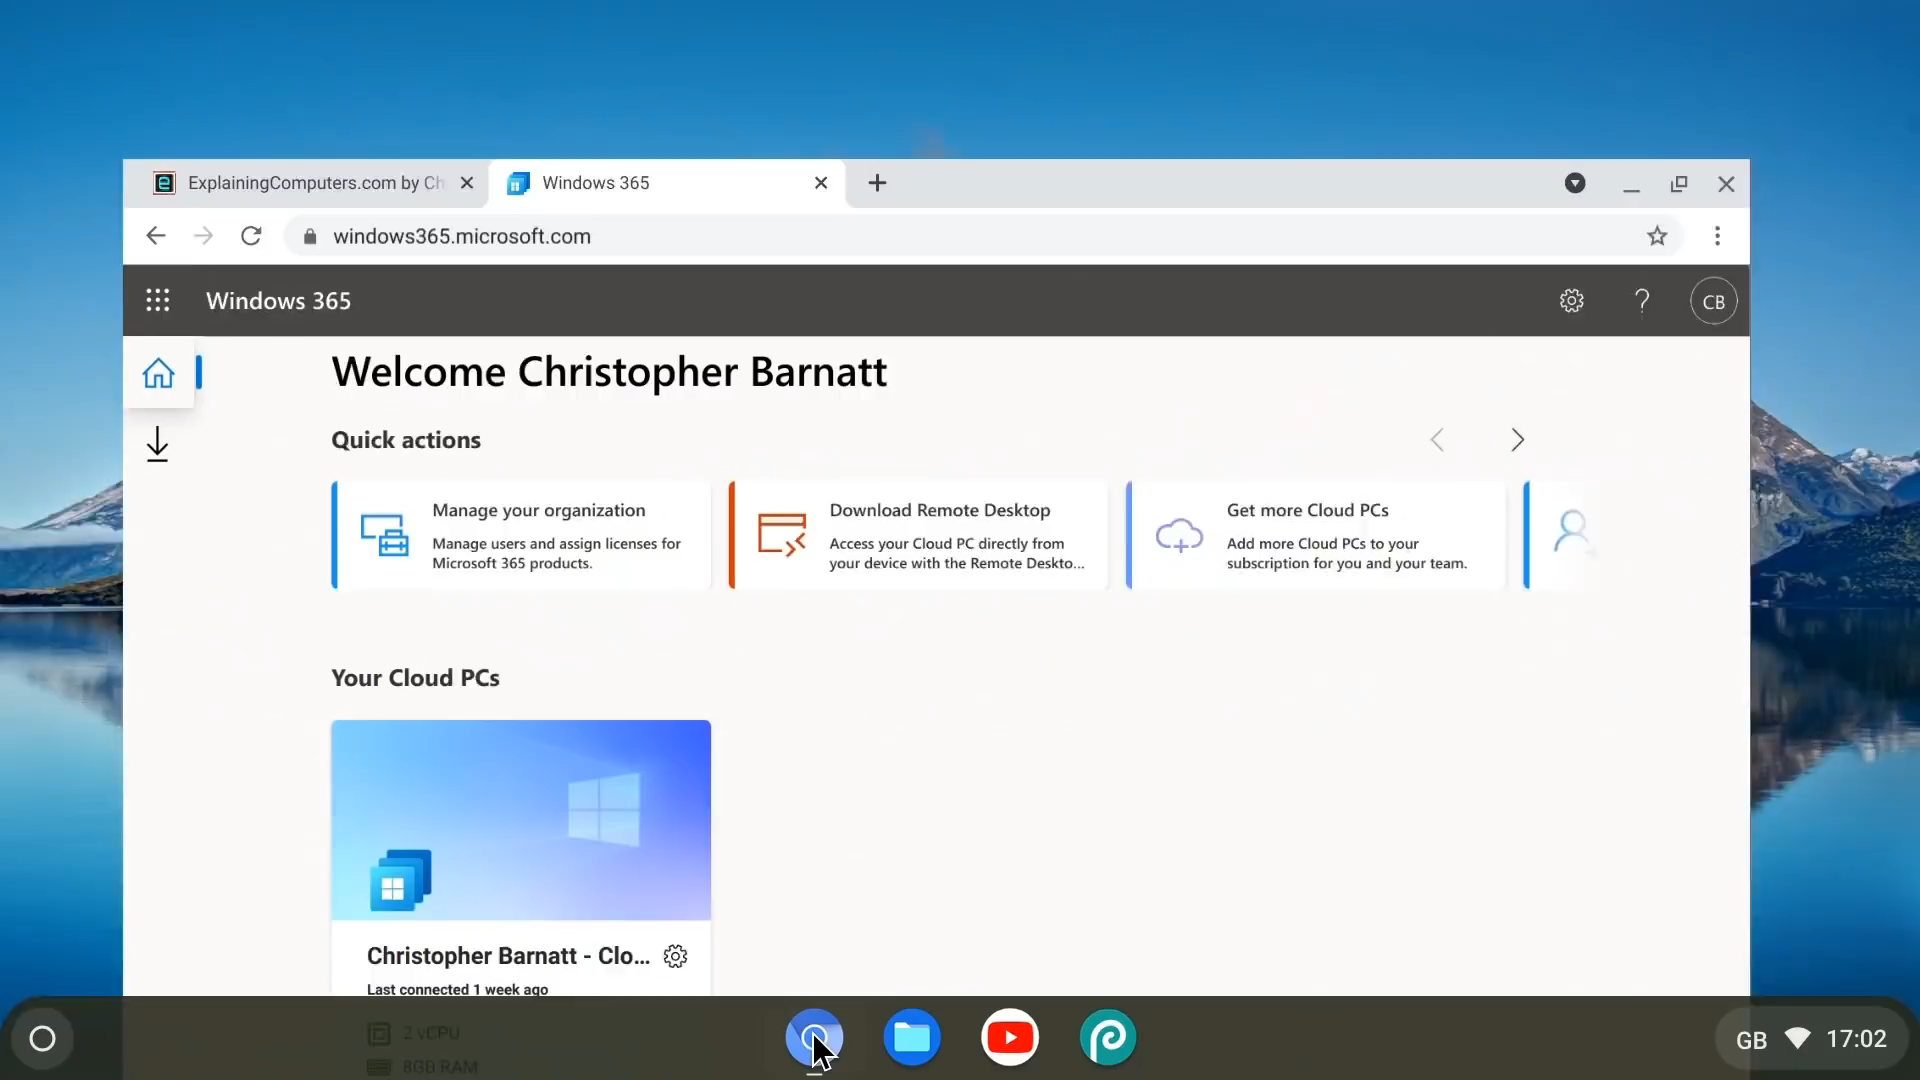 ExplainingComputers.com by Ch
Windows 365
windows365.microsoft.com
Windows 365
CB
Welcome Christopher Barnatt
Quick actions
Manage your organization
Manage users and assign licenses for
Microsoft 365 products.
Download Remote Desktop
Access your Cloud PC directly from
your device with the Remote Deskto...
Get more Cloud PCs
Add more Cloud PCs to your
subscription for you and your team.
Your Cloud PCs
Christopher Barnatt - Clo...
Last connected 1 week ago
2 vCPU
8GB RAM
GB 17:02